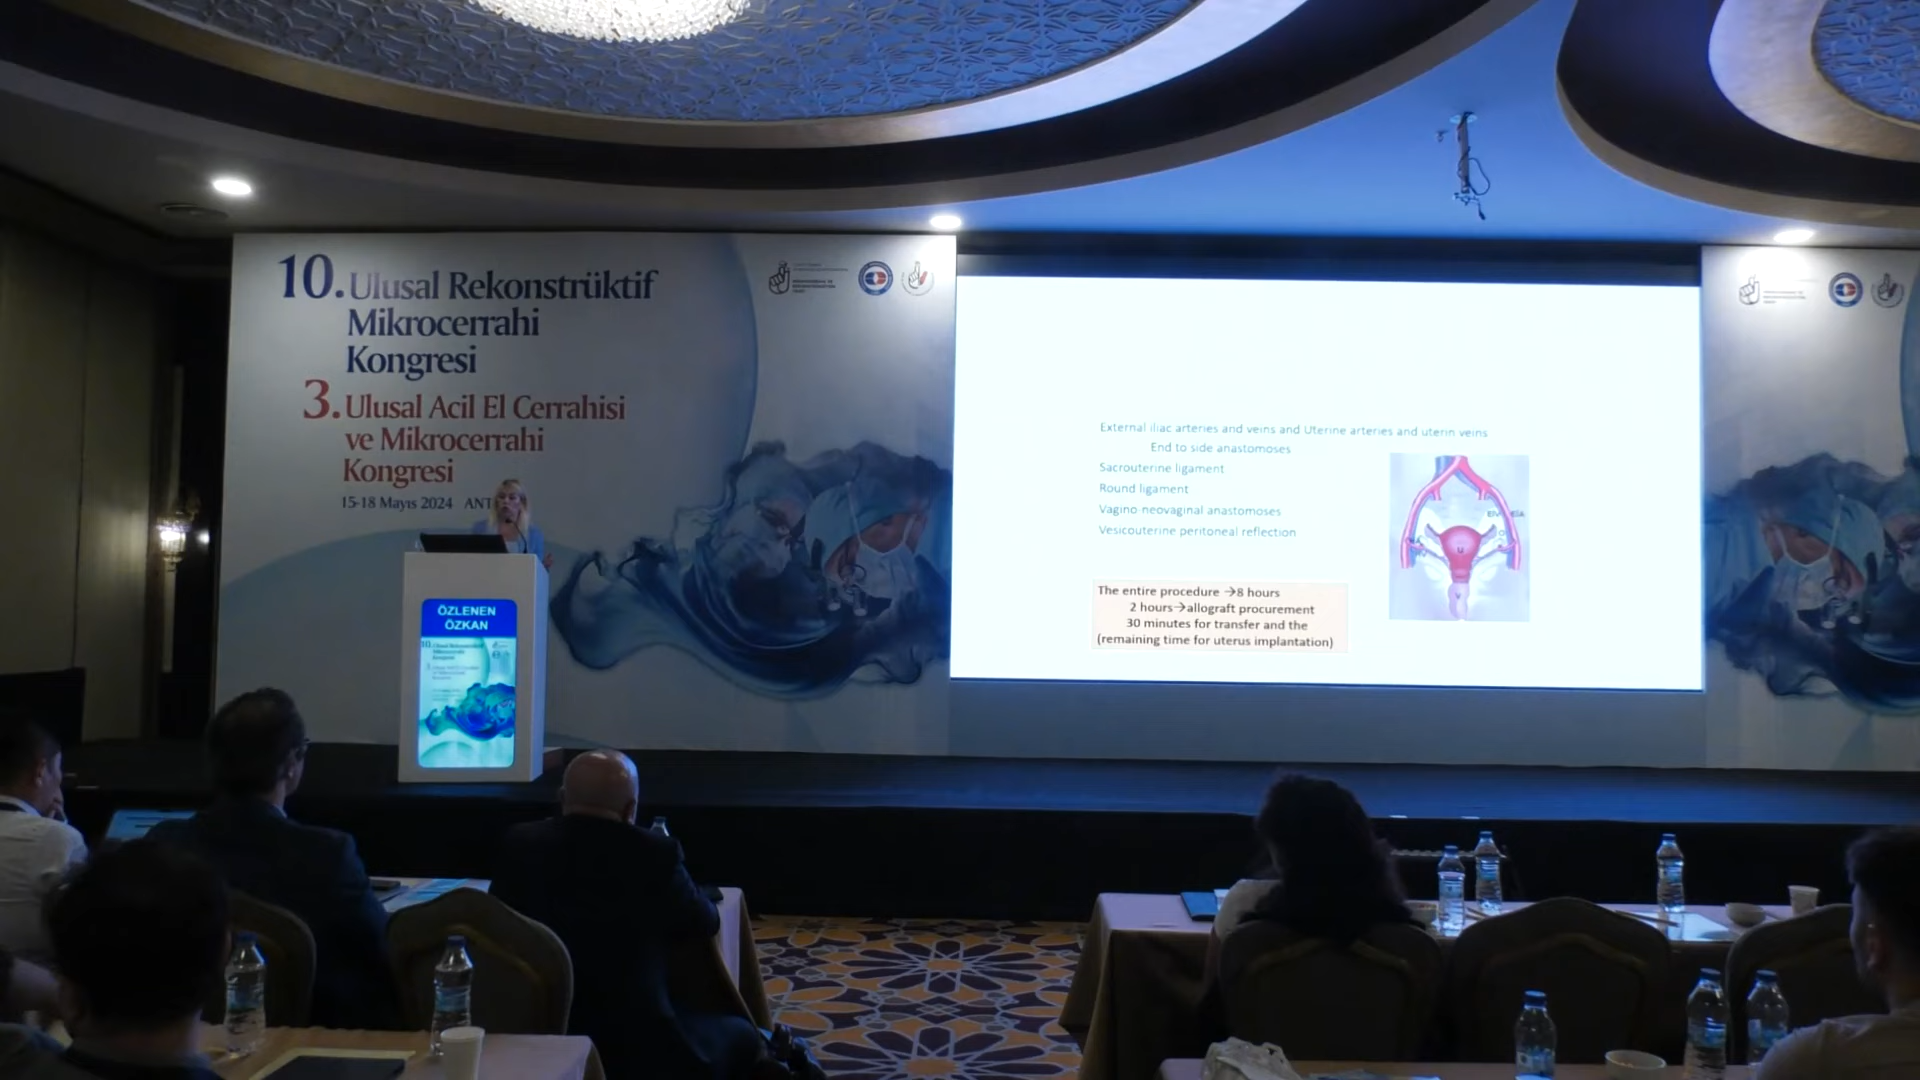 10. Ulusal Rekonstrüktif
Mikrocerrahi
Kongresi
3. Ulusal Acil El Cerrahisi
ve Mikrocerrahi
Kongresi
15-18 Mayıs 2024 ANT
ÖZLENEN
ÖZKAN
External iliac arteries and veins and Uterine arteries and uterin veins
End to side anastomoses
Sacrouterine ligament
Round ligament
Vagino neovaginal anastomoses
Vesicouterine peritoneal reflection
EIA
U
The entire procedure →8 hours
2 hours→allograft procurement
30 minutes for transfer and the
(remaining time for uterus implantation)